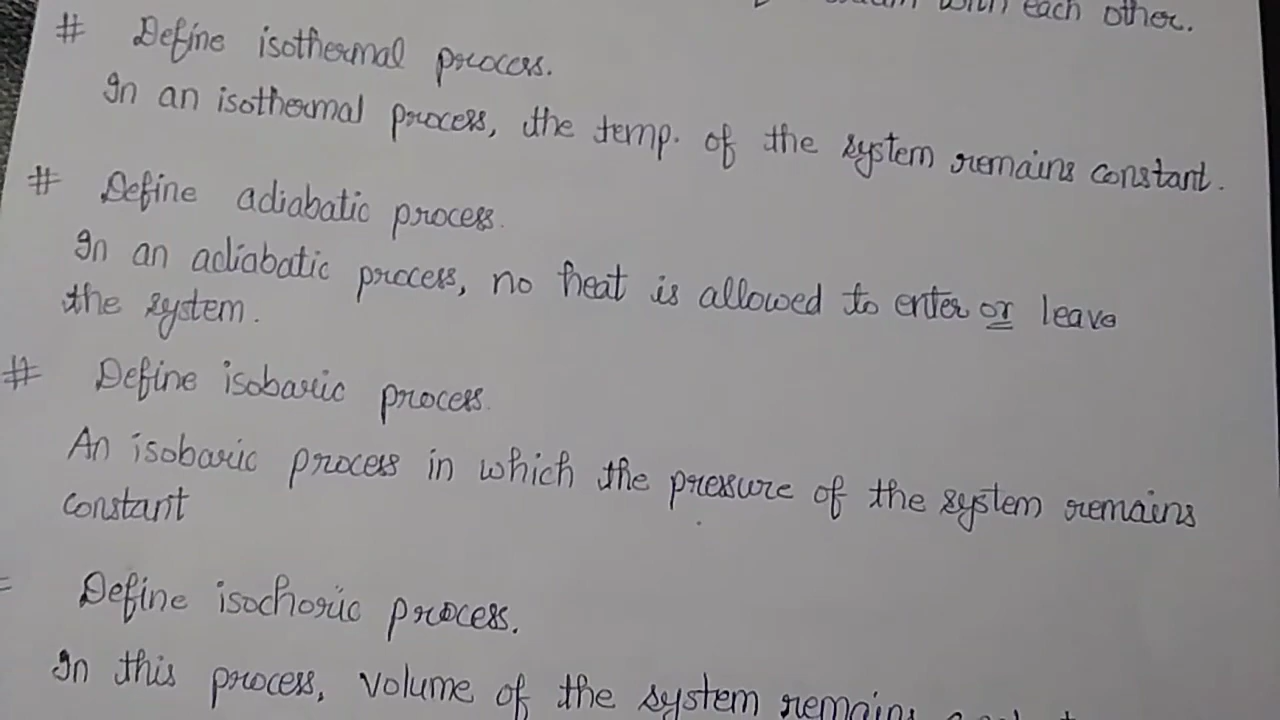 with each other.
# Define isothermal process.
In an isothermal process, the temp. of the system remains constant.
# Define adiabatic process.
In an adiabatic process, no heat is allowed to enter or leave
the system.
# Define isobaric process.
An isobaric process in which the pressure of the system remains
constant
Define isochoric process.
In this process, volume of the system remains